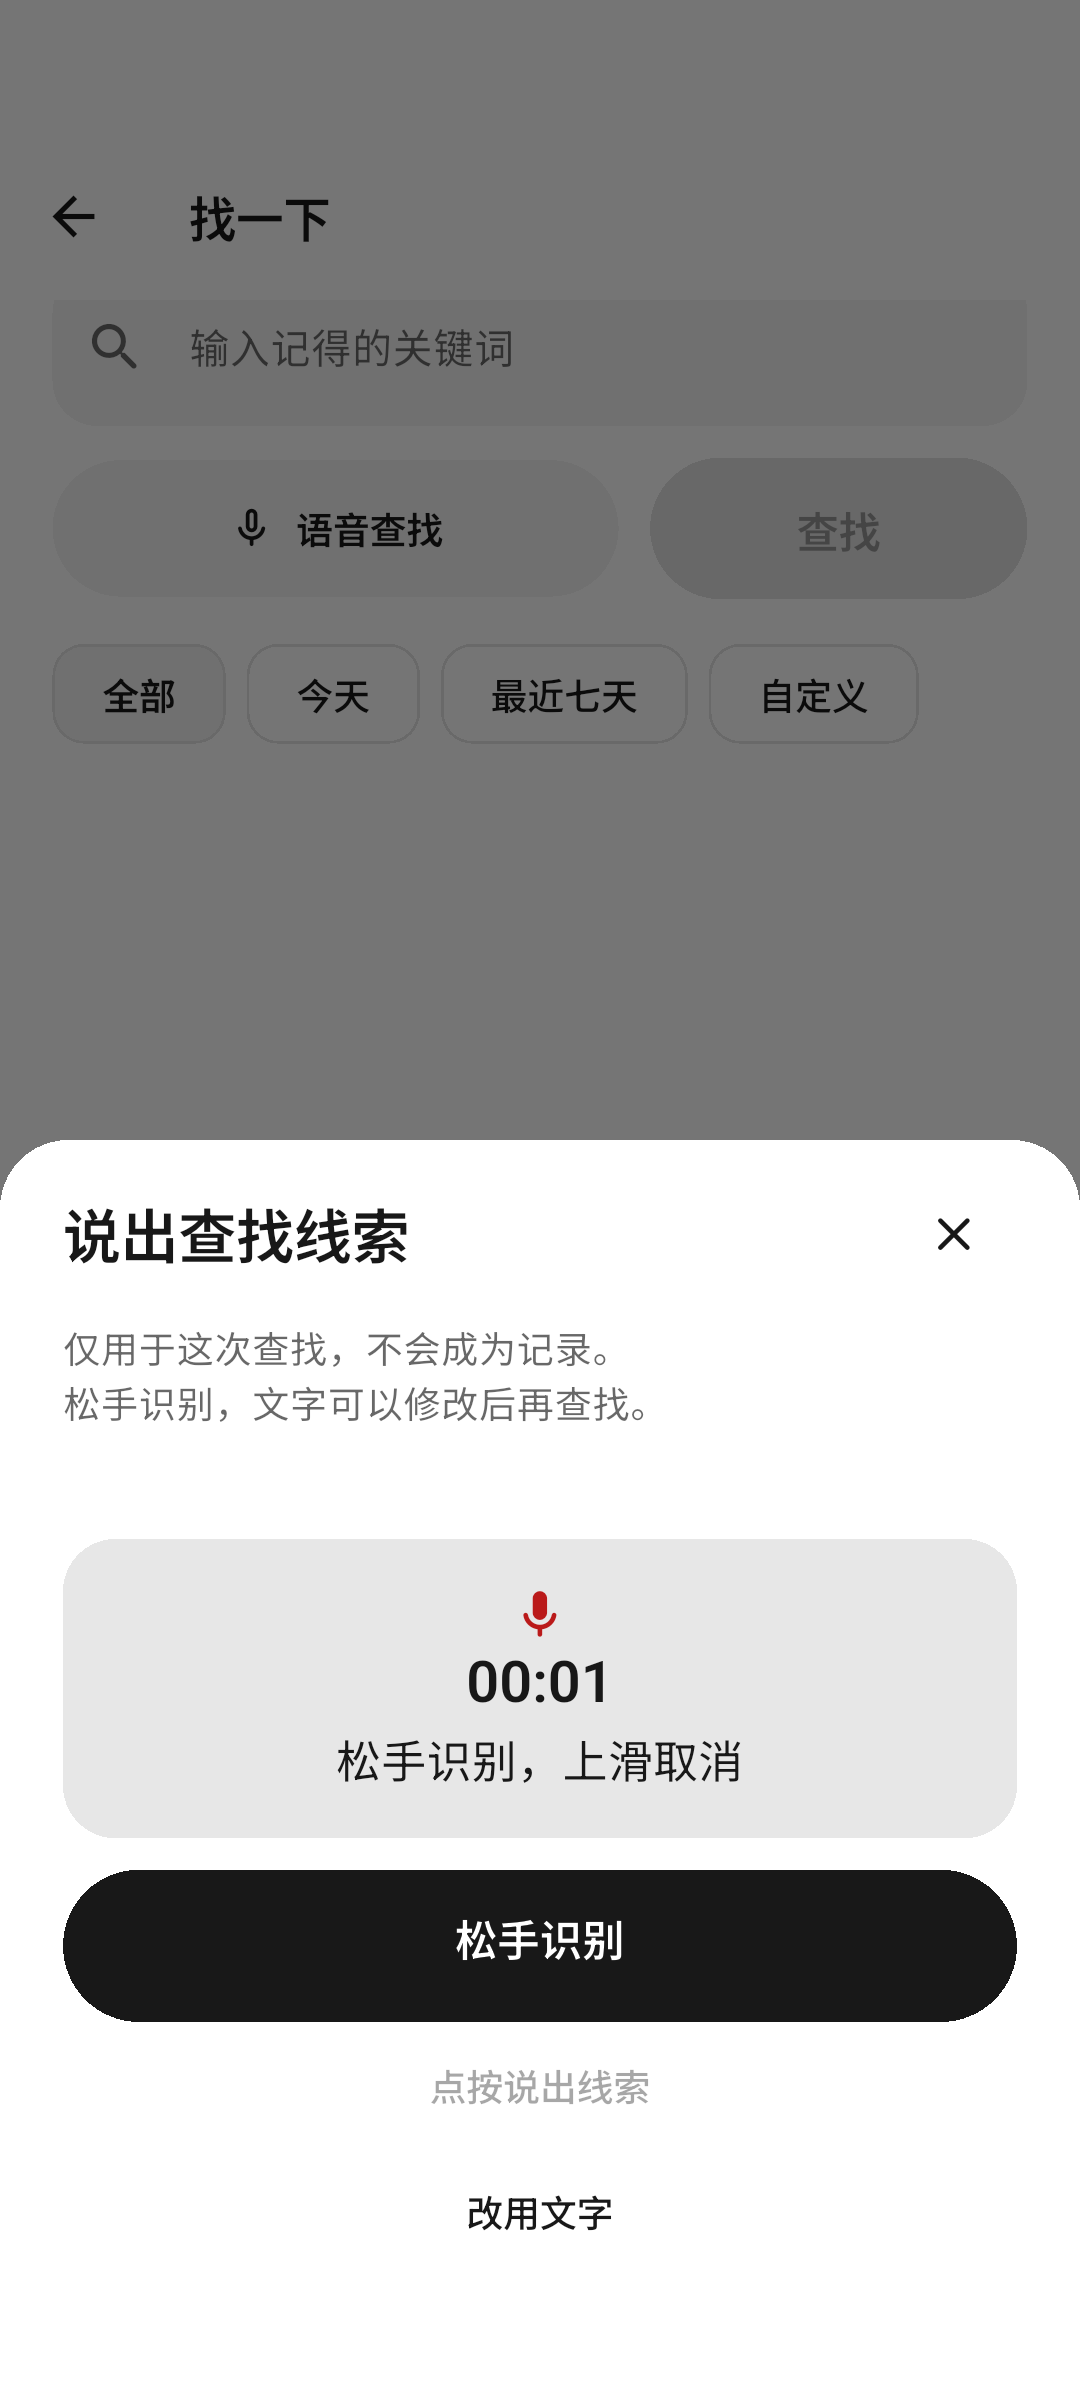 找一下
输入记得的关键词
语音查找
查找
全部
今天
最近七天
自定义
说出查找线索
仅用于这次查找，不会成为记录。
松手识别，文字可以修改后再查找。
00:01
松手识别，上滑取消
松手识别
点按说出线索
改用文字